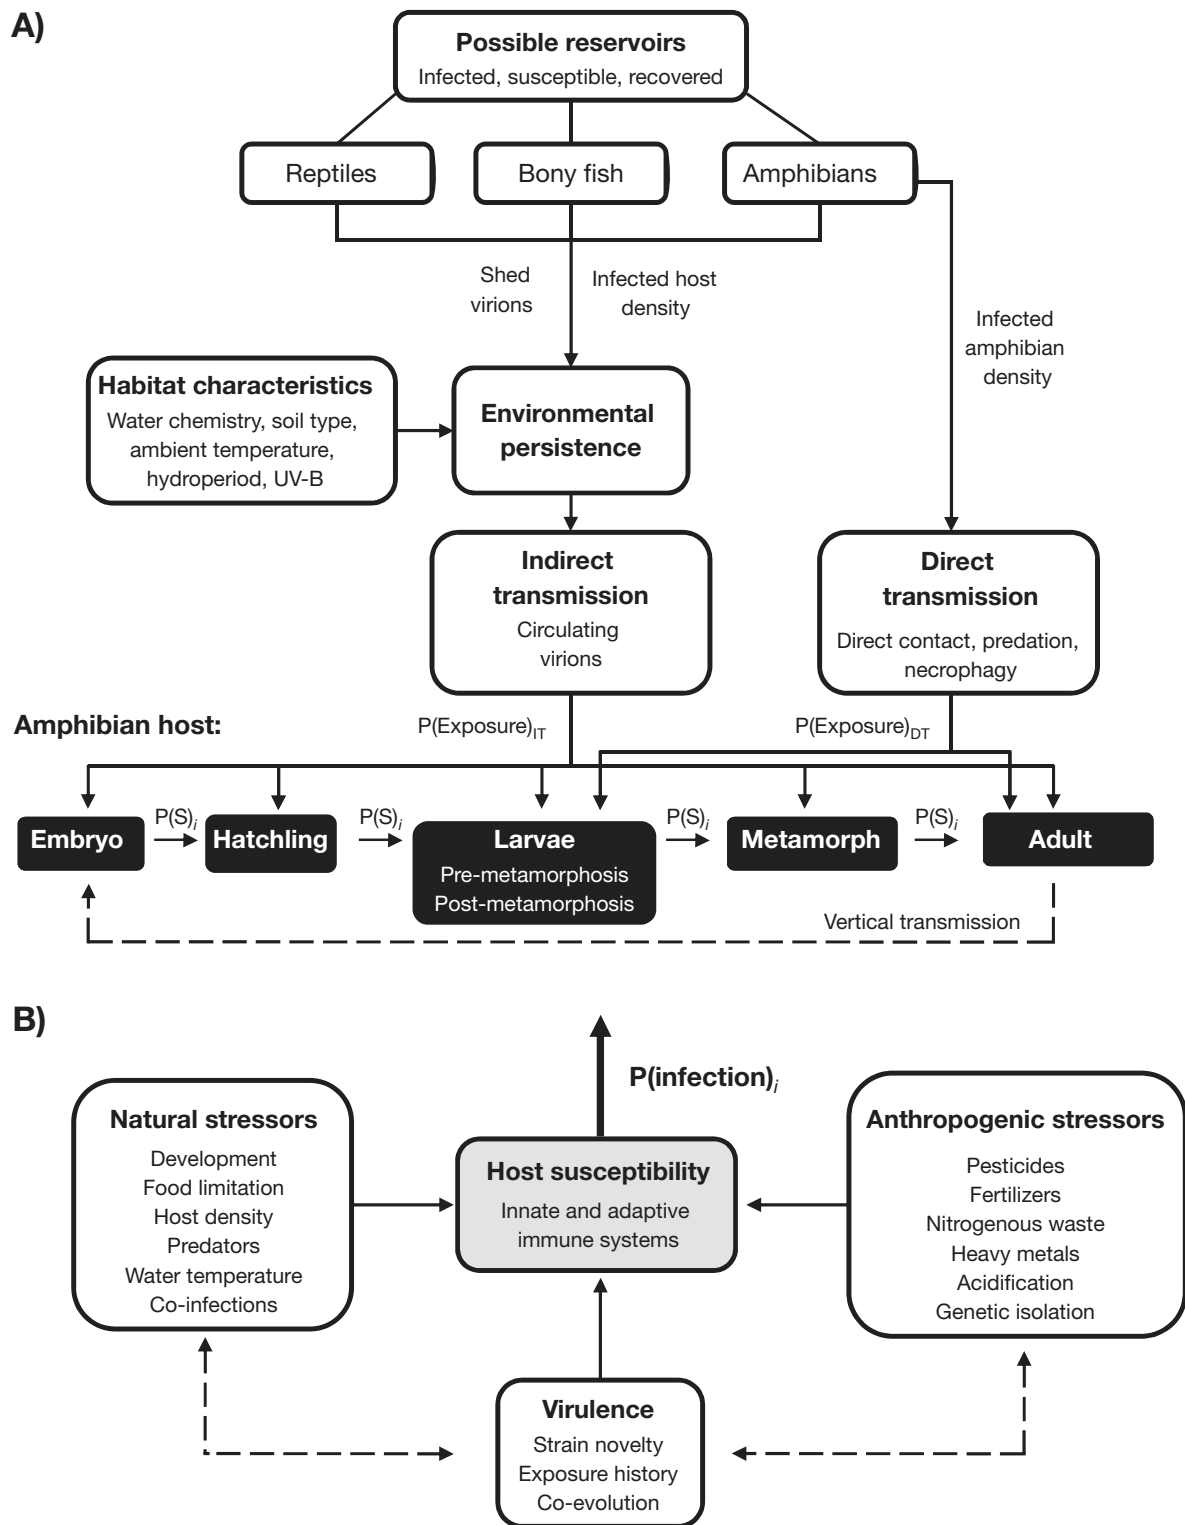 A)
Possible reservoirs
Infected, susceptible, recovered
Reptiles
Bony fish
Amphibians
Shed
virions
Infected host
density
Infected
amphibian
density
Habitat characteristics
Water chemistry, soil type,
ambient temperature,
hydroperiod, UV-B
Environmental
persistence
Indirect
transmission
Circulating
virions
Direct
transmission
Direct contact, predation,
necrophagy
Amphibian host:
P(Exposure)IT
P(Exposure)DT
Embryo
P(S)i
Hatchling
P(S)i
Larvae
Pre-metamorphosis
Post-metamorphosis
P(S)i
Metamorph
P(S)i
Adult
Vertical transmission
B)
P(infection)i
Natural stressors
Development
Food limitation
Host density
Predators
Water temperature
Co-infections
Host susceptibility
Innate and adaptive
immune systems
Anthropogenic stressors
Pesticides
Fertilizers
Nitrogenous waste
Heavy metals
Acidification
Genetic isolation
Virulence
Strain novelty
Exposure history
Co-evolution